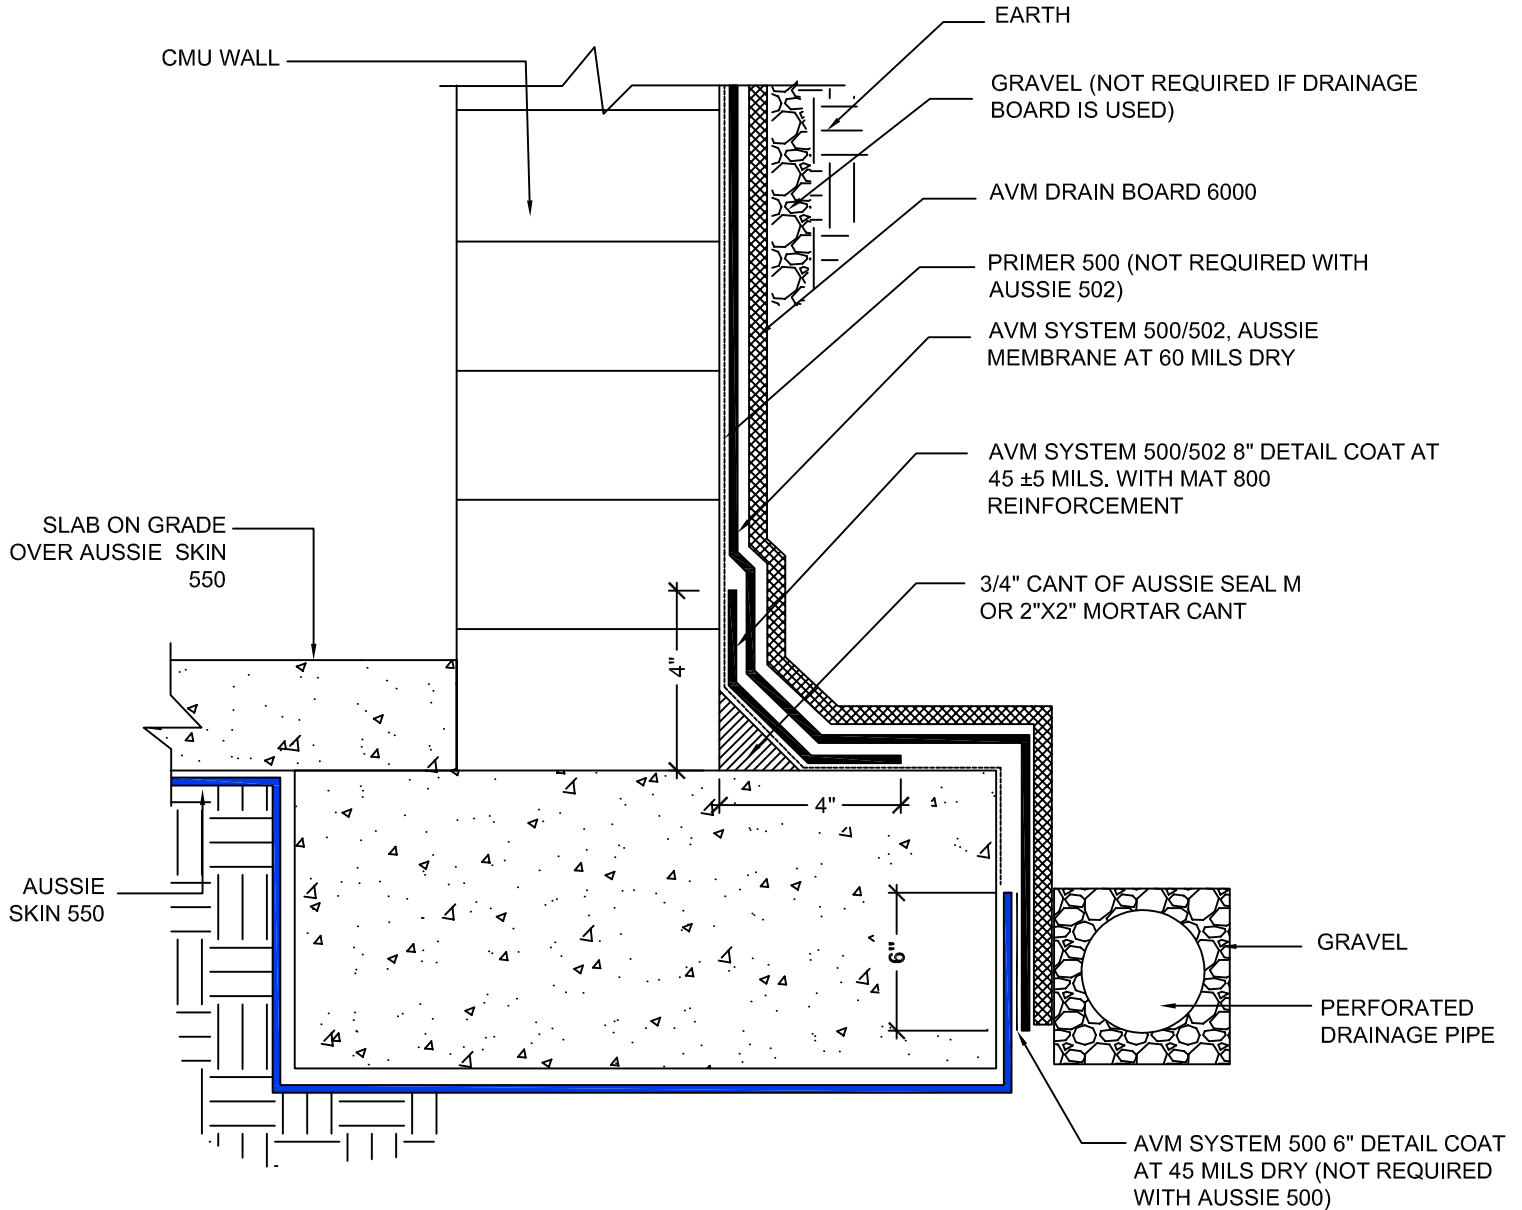 EARTH
CMU WALL
GRAVEL (NOT REQUIRED IF DRAINAGE
BOARD IS USED)
AVM DRAIN BOARD 6000
PRIMER 500 (NOT REQUIRED WITH
AUSSIE 502)
AVM SYSTEM 500/502, AUSSIE
MEMBRANE AT 60 MILS DRY
AVM SYSTEM 500/502 8" DETAIL COAT AT
45 ±5 MILS. WITH MAT 800
REINFORCEMENT
SLAB ON GRADE
OVER AUSSIE SKIN
550
3/4" CANT OF AUSSIE SEAL M
OR 2"X2" MORTAR CANT
4"
4"
AUSSIE
SKIN 550
6"
GRAVEL
PERFORATED
DRAINAGE PIPE
AVM SYSTEM 500 6" DETAIL COAT
AT 45 MILS DRY (NOT REQUIRED
WITH AUSSIE 500)